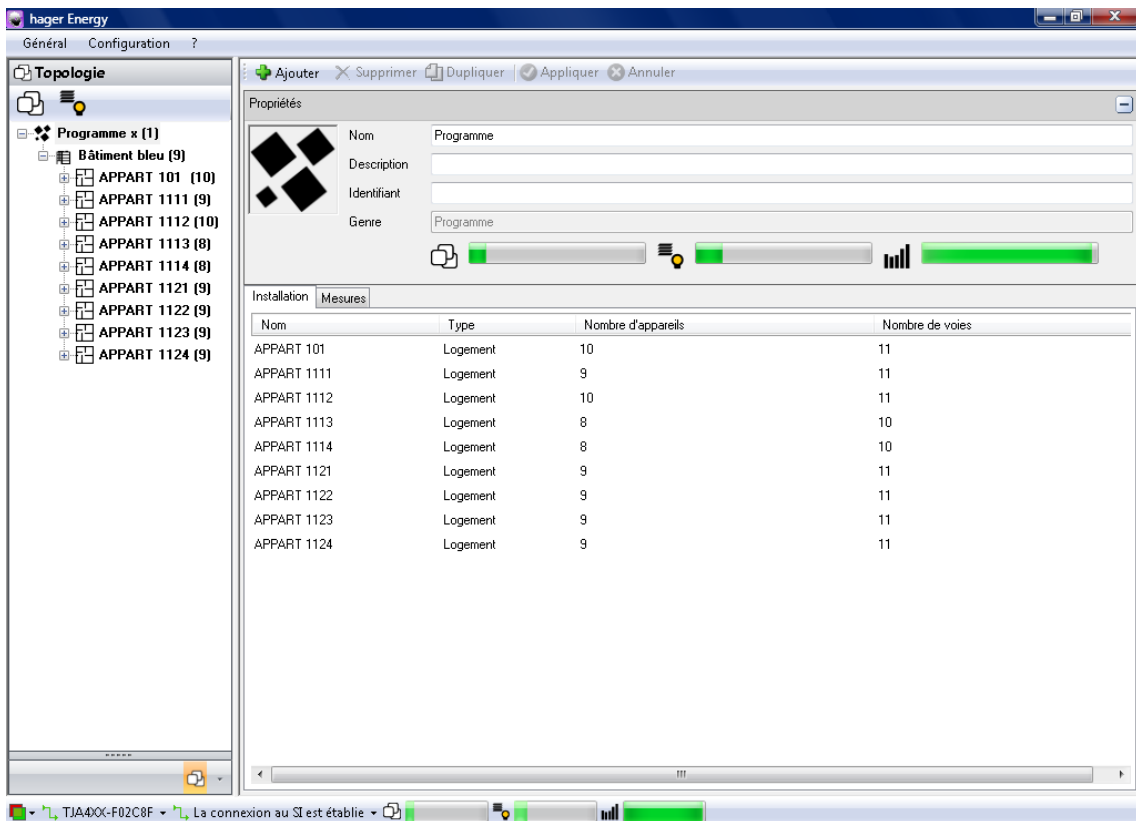 hager Energy
Général Configuration ?
Topologie
Ajouter Supprimer Dupliquer Appliquer Annuler
Propriétés
Programme x (1)
Bâtiment bleu (9)
APPART 101 (10)
APPART 1111 (9)
APPART 1112 (10)
APPART 1113 (8)
APPART 1114 (8)
APPART 1121 (9)
APPART 1122 (9)
APPART 1123 (9)
APPART 1124 (9)
Nom Programme
Description
Identifiant
Genre Programme
Installation Mesures
Nom Type Nombre d'appareils Nombre de voies
APPART 101 Logement 10 11
APPART 1111 Logement 9 11
APPART 1112 Logement 10 11
APPART 1113 Logement 8 10
APPART 1114 Logement 8 10
APPART 1121 Logement 9 11
APPART 1122 Logement 9 11
APPART 1123 Logement 9 11
APPART 1124 Logement 9 11
TJA4XX-F02C8F La connexion au SI est établie